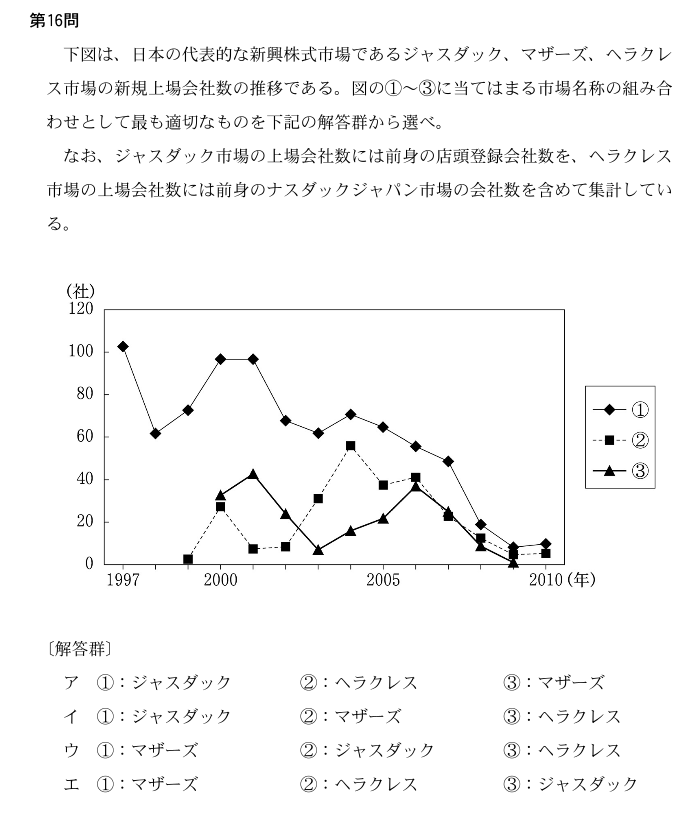 第16問
下図は、日本の代表的な新興株式市場であるジャスダック、マザーズ、ヘラクレ
ス市場の新規上場会社数の推移である。図の①～③に当てはまる市場名称の組み合
わせとして最も適切なものを下記の解答群から選べ。
なお、ジャスダック市場の上場会社数には前身の店頭登録会社数を、ヘラクレス
市場の上場会社数には前身のナスダックジャパン市場の会社数を含めて集計してい
る。
（社）
120
100
80
60
40
20
0
1997 2000 2005 2010（年）
①
②
③
〔解答群〕
ア ①：ジャスダック ②：ヘラクレス ③：マザーズ
イ ①：ジャスダック ②：マザーズ ③：ヘラクレス
ウ ①：マザーズ ②：ジャスダック ③：ヘラクレス
エ ①：マザーズ ②：ヘラクレス ③：ジャスダック